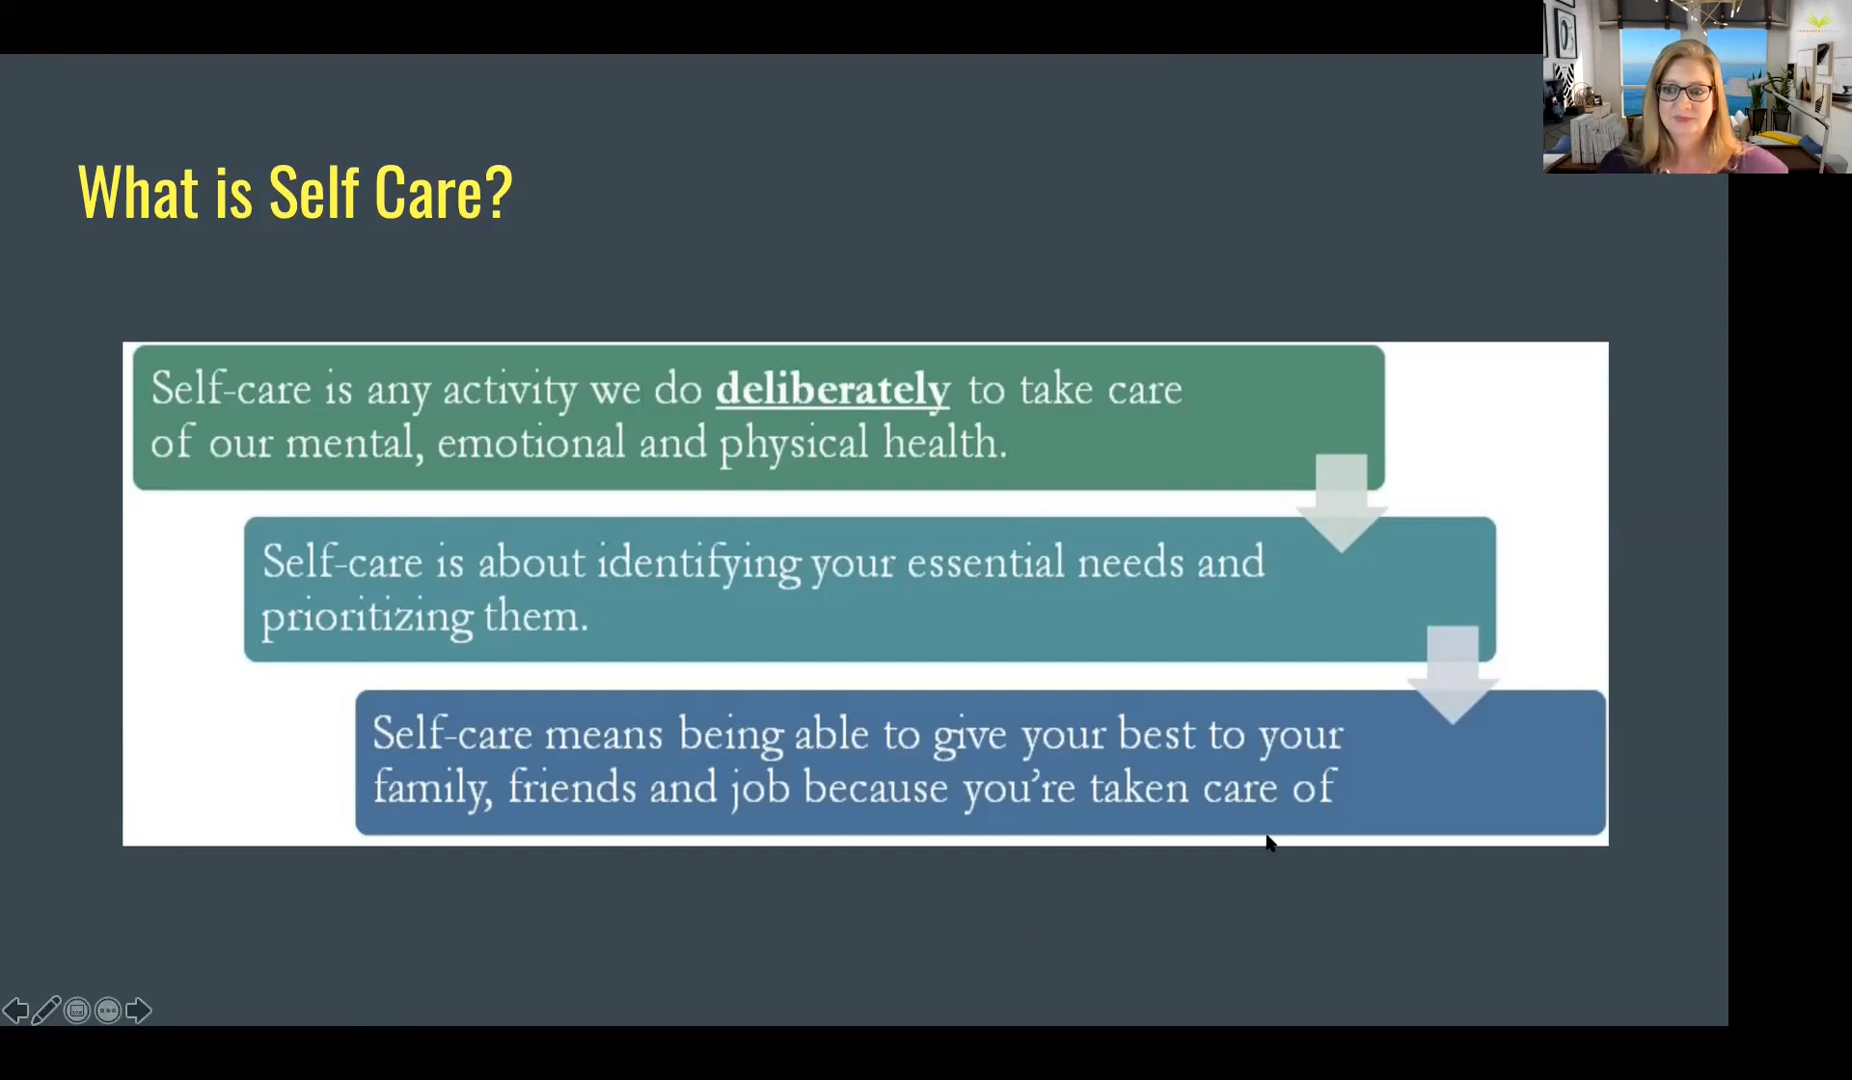 What is Self Care?
Self-care is any activity we do deliberately to take care
of our mental, emotional and physical health.
Self-care is about identifying your essential needs and
prioritizing them.
Self-care means being able to give your best to your
family, friends and job because you’re taken care of